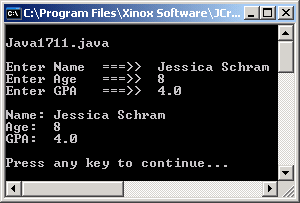 C:\Program Files\Xinox Software\JCr...
Java1711.java
Enter Name   ===>>  Jessica Schram
Enter Age    ===>>  8
Enter GPA    ===>>  4.0
Name: Jessica Schram
Age:  8
GPA:  4.0
Press any key to continue...